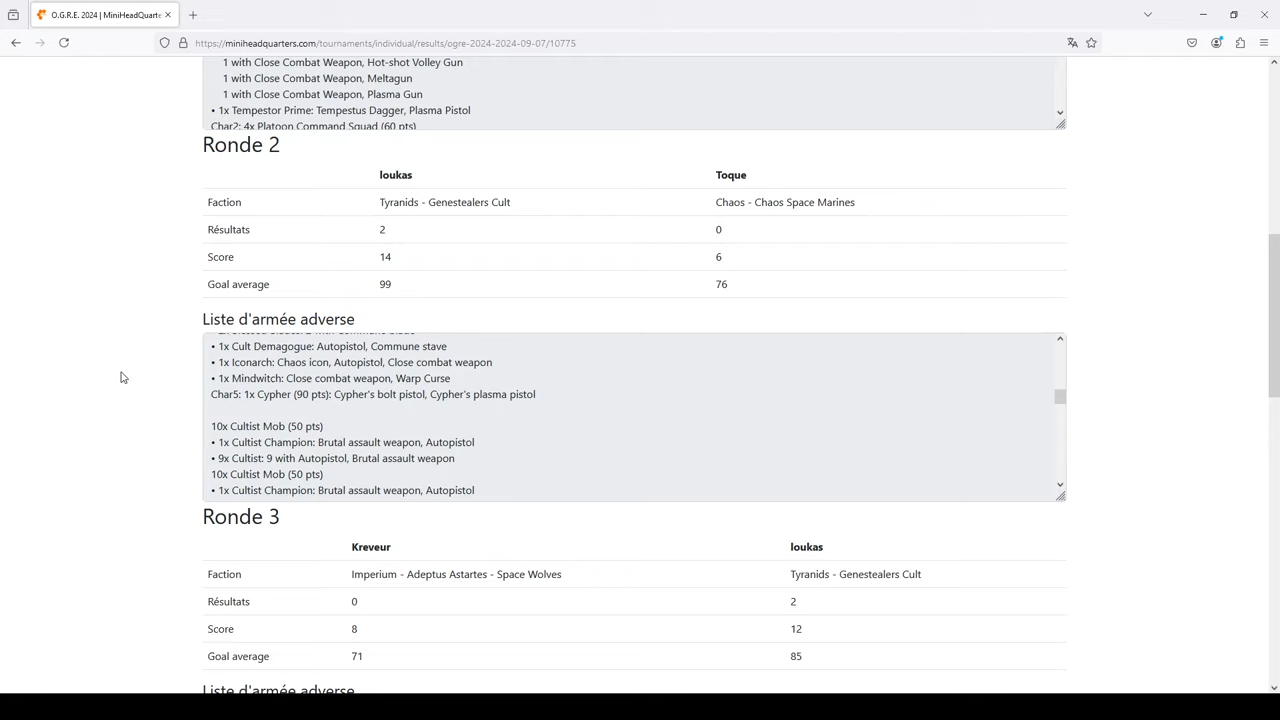 O.G.R.E. 2024 | MiniHeadQuarte
https://miniheadquarters.com/tournaments/individual/results/ogre-2024-2024-09-07/10775
1 with Close Combat Weapon, Hot-shot Volley Gun
1 with Close Combat Weapon, Meltagun
1 with Close Combat Weapon, Plasma Gun
• 1x Tempestor Prime: Tempestus Dagger, Plasma Pistol
Char2: 4x Platoon Command Squad (60 pts)
Ronde 2
loukas Toque
Faction Tyranids - Genestealers Cult Chaos - Chaos Space Marines
Résultats 2 0
Score 14 6
Goal average 99 76
Liste d'armée adverse
• 1x Cult Demagogue: Autopistol, Commune stave
• 1x Iconarch: Chaos icon, Autopistol, Close combat weapon
• 1x Mindwitch: Close combat weapon, Warp Curse
Char5: 1x Cypher (90 pts): Cypher's bolt pistol, Cypher's plasma pistol
10x Cultist Mob (50 pts)
• 1x Cultist Champion: Brutal assault weapon, Autopistol
• 9x Cultist: 9 with Autopistol, Brutal assault weapon
10x Cultist Mob (50 pts)
• 1x Cultist Champion: Brutal assault weapon, Autopistol
Ronde 3
Kreveur loukas
Faction Imperium - Adeptus Astartes - Space Wolves Tyranids - Genestealers Cult
Résultats 0 2
Score 8 12
Goal average 71 85
Liste d'armée adverse